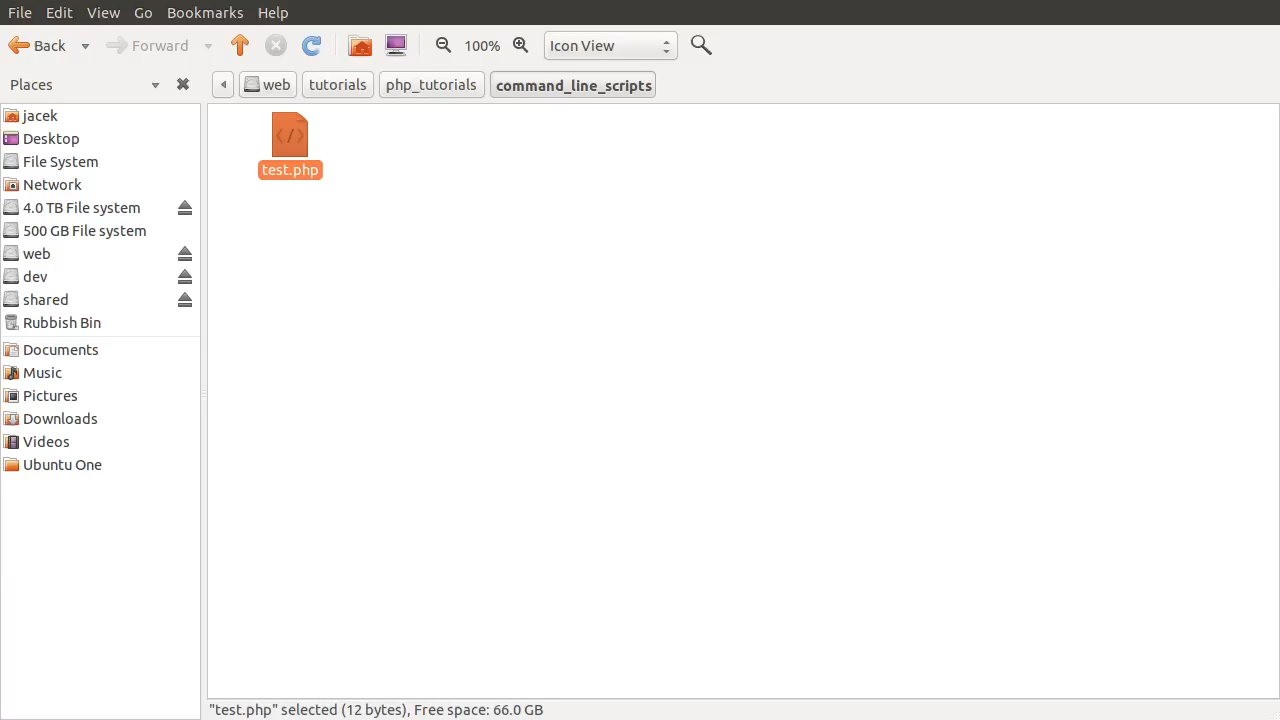 File Edit View Go Bookmarks Help
Back Forward 100% Icon View
Places web tutorials php_tutorials command_line_scripts
jacek
Desktop
File System
Network
4.0 TB File system
500 GB File system
web
dev
shared
Rubbish Bin
Documents
Music
Pictures
Downloads
Videos
Ubuntu One
test.php
"test.php" selected (12 bytes), Free space: 66.0 GB